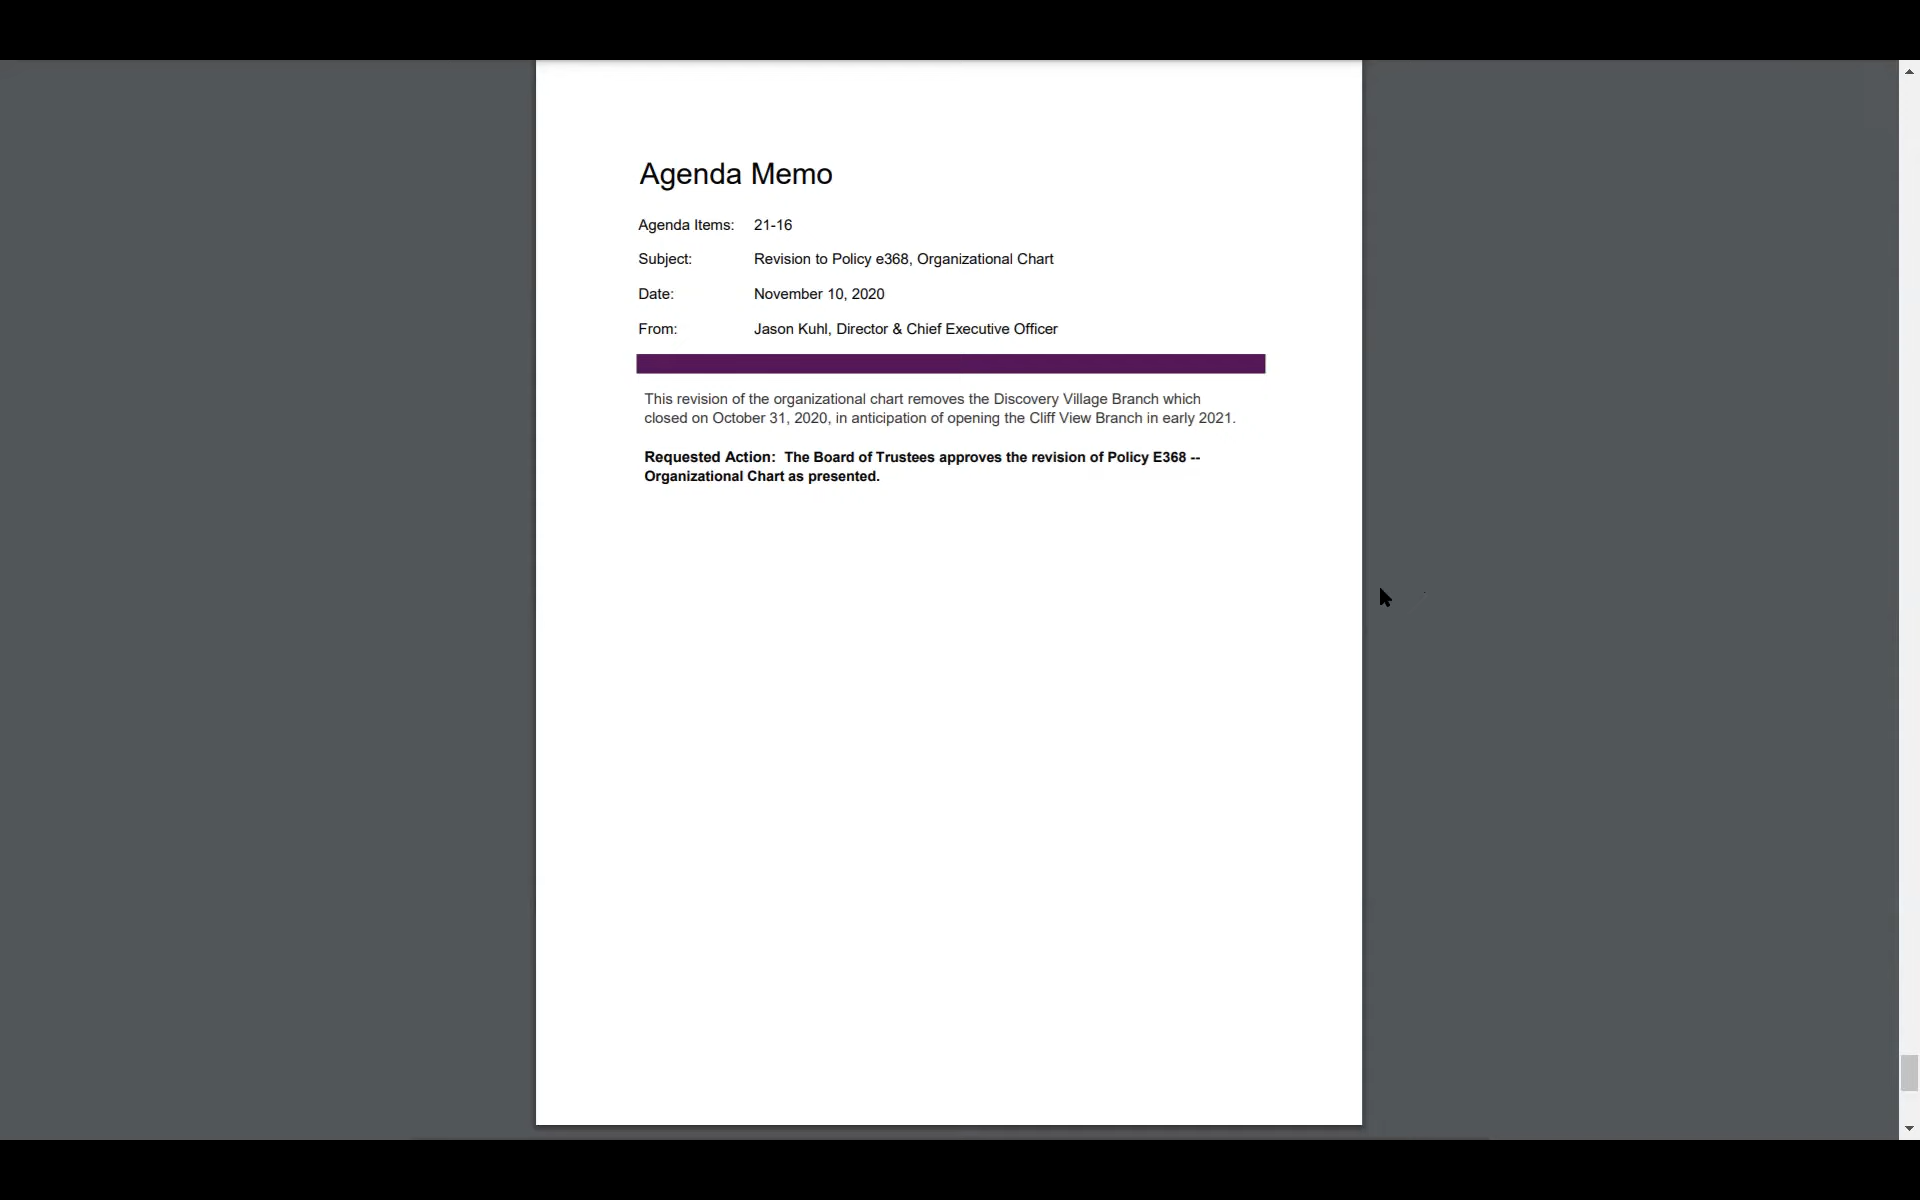 Agenda Memo
Agenda Items: 21-16
Subject: Revision to Policy e368, Organizational Chart
Date: November 10, 2020
From: Jason Kuhl, Director & Chief Executive Officer
This revision of the organizational chart removes the Discovery Village Branch which
closed on October 31, 2020, in anticipation of opening the Cliff View Branch in early 2021.
Requested Action:  The Board of Trustees approves the revision of Policy E368 --
Organizational Chart as presented.